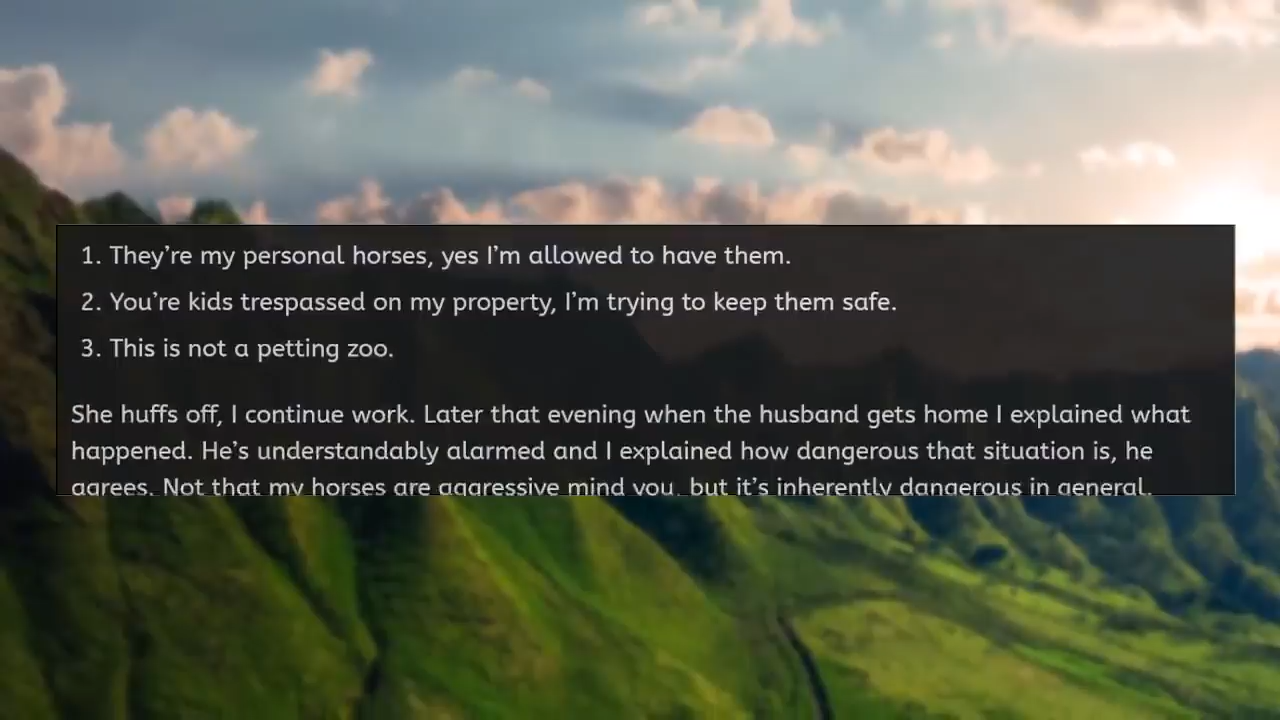 1. They’re my personal horses, yes I’m allowed to have them.
2. You’re kids trespassed on my property, I’m trying to keep them safe.
3. This is not a petting zoo.
She huffs off, I continue work. Later that evening when the husband gets home I explained what
happened. He’s understandably alarmed and I explained how dangerous that situation is, he
agrees. Not that my horses are aggressive mind you, but it’s inherently dangerous in general.